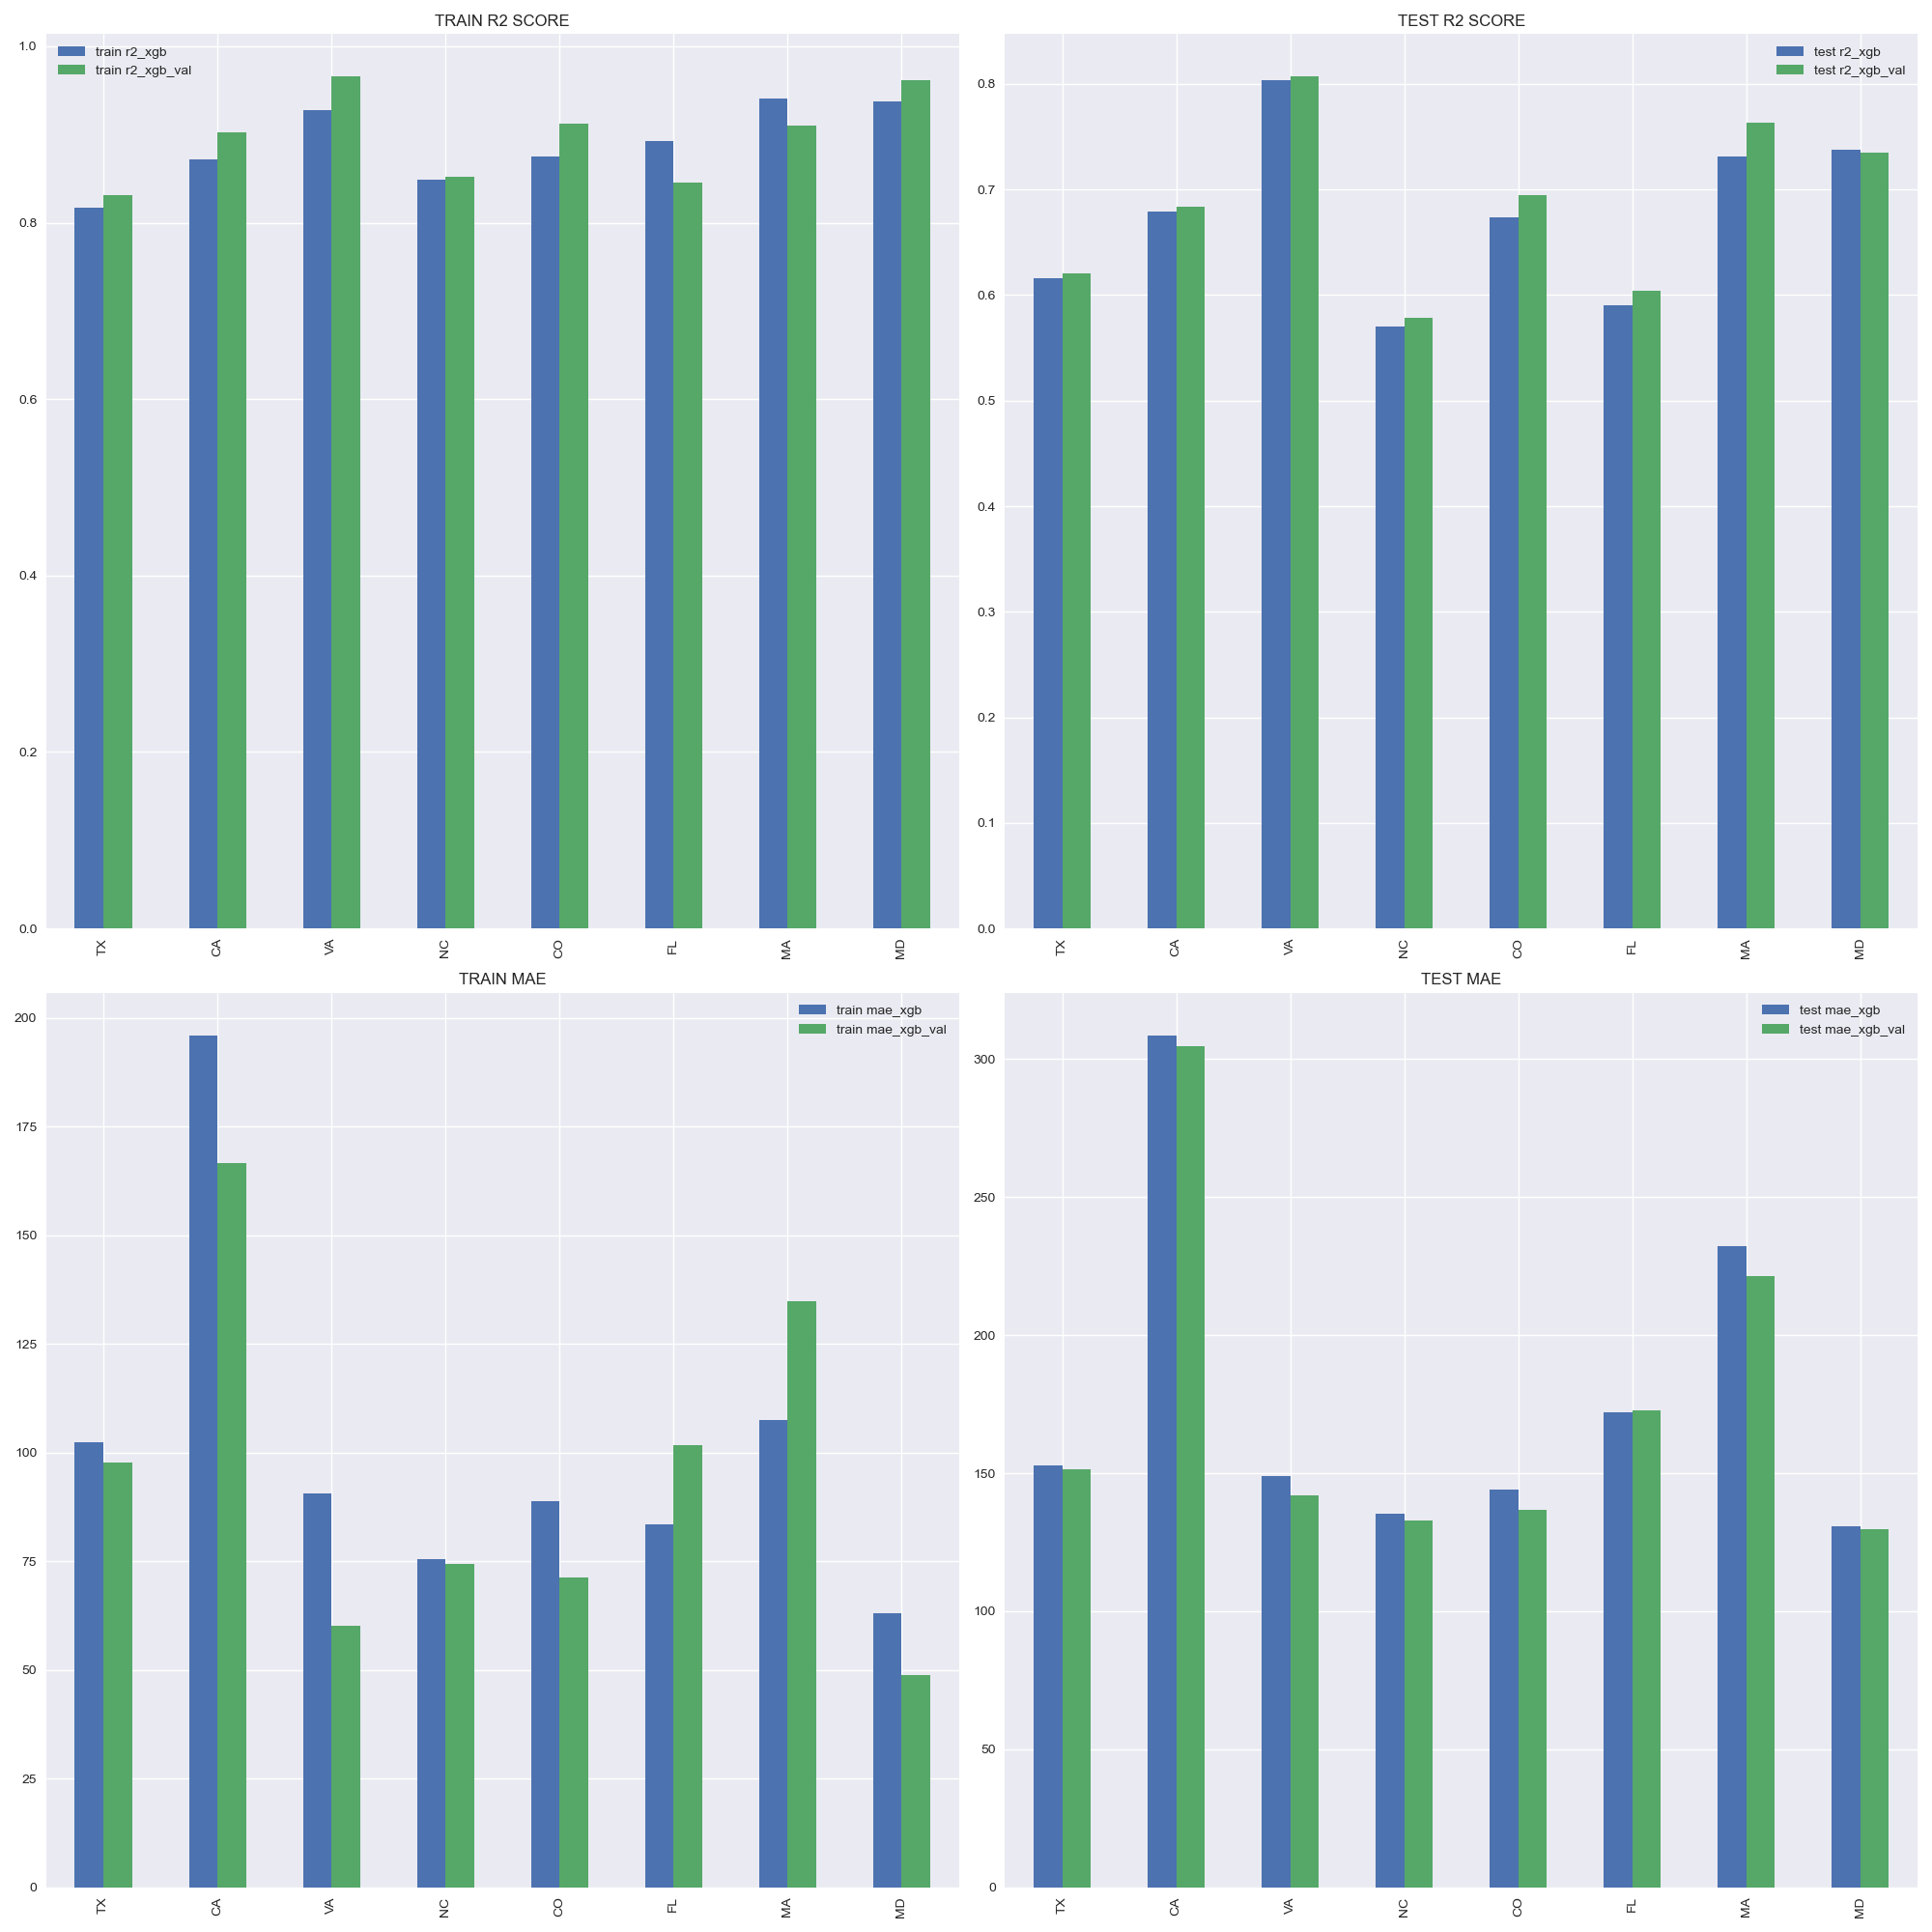 TRAIN R2 SCORE
train r2_xgb
train r2_xgb_val
1.0
0.8
0.6
0.4
0.2
0.0
TX CA VA NC CO FL MA MD
TEST R2 SCORE
test r2_xgb
test r2_xgb_val
0.8
0.7
0.6
0.5
0.4
0.3
0.2
0.1
0.0
TX CA VA NC CO FL MA MD
TRAIN MAE
train mae_xgb
train mae_xgb_val
200
175
150
125
100
75
50
25
0
TX CA VA NC CO FL MA MD
TEST MAE
test mae_xgb
test mae_xgb_val
300
250
200
150
100
50
0
TX CA VA NC CO FL MA MD